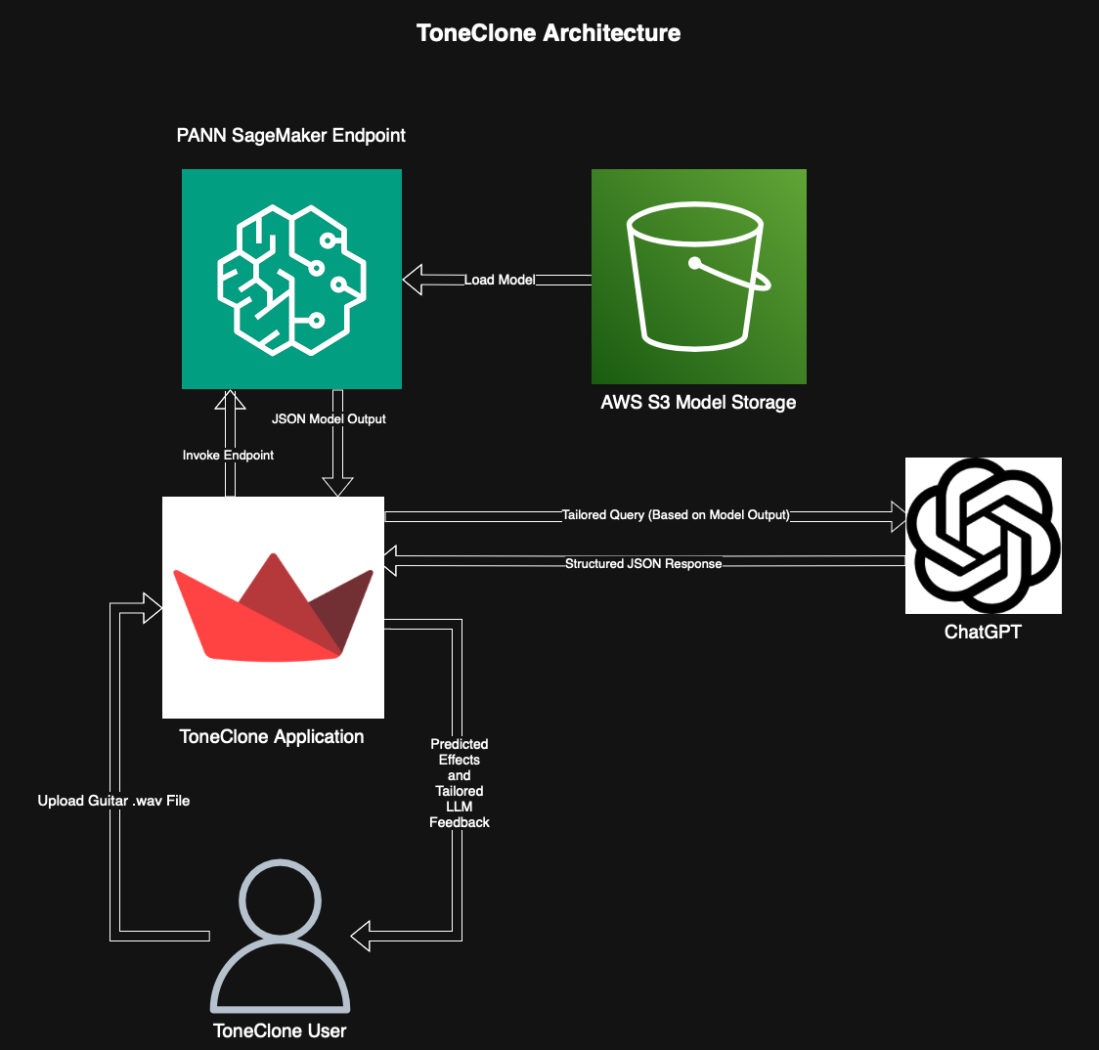 ToneClone Architecture
PANN SageMaker Endpoint
Load Model
AWS S3 Model Storage
JSON Model Output
Invoke Endpoint
Tailored Query (Based on Model Output)
Structured JSON Response
ChatGPT
ToneClone Application
Predicted
Effects
and
Tailored
LLM
Feedback
Upload Guitar .wav File
ToneClone User